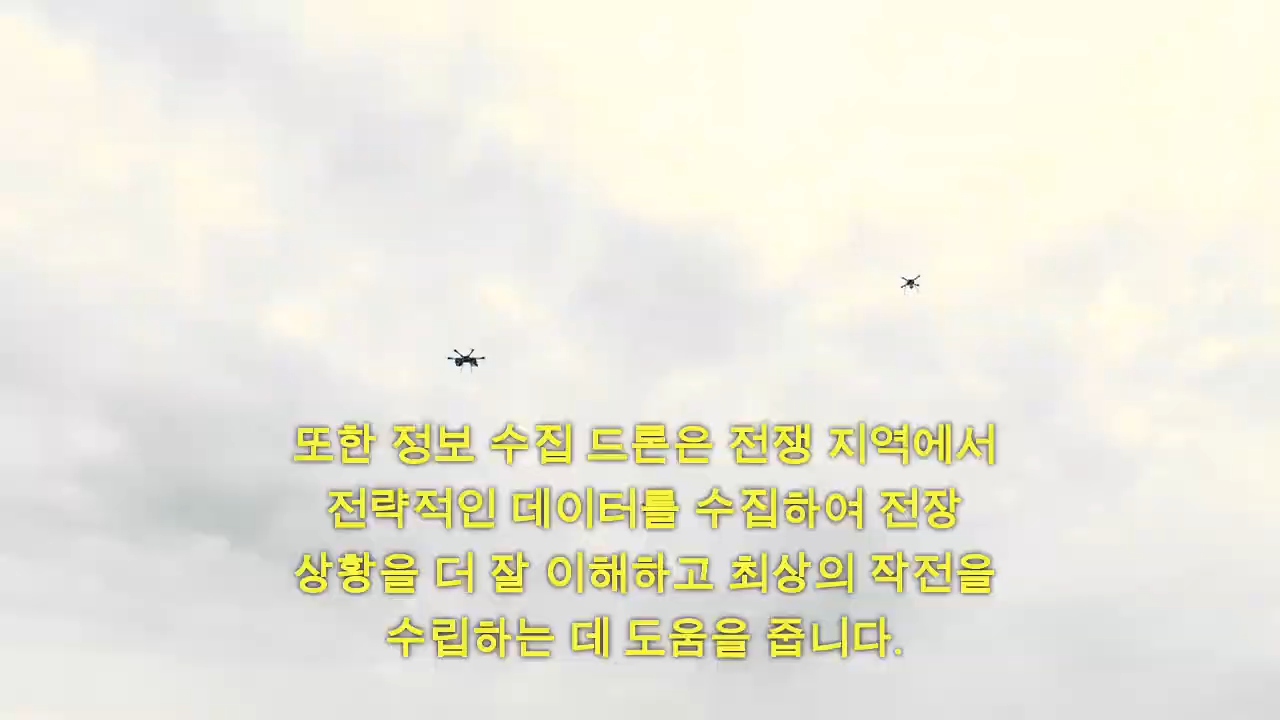 또한 정보 수집 드론은 전쟁 지역에서
전략적인 데이터를 수집하여 전장
상황을 더 잘 이해하고 최상의 작전을
수립하는 데 도움을 줍니다.